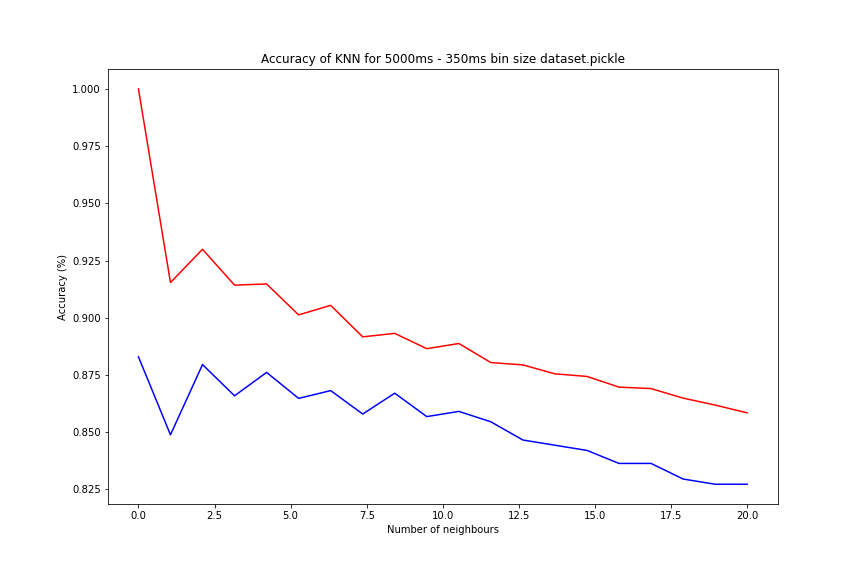 Accuracy of KNN for 5000ms - 350ms bin size dataset.pickle
Accuracy (%)
1.000
0.975
0.950
0.925
0.900
0.875
0.850
0.825
0.0 2.5 5.0 7.5 10.0 12.5 15.0 17.5 20.0
Number of neighbours